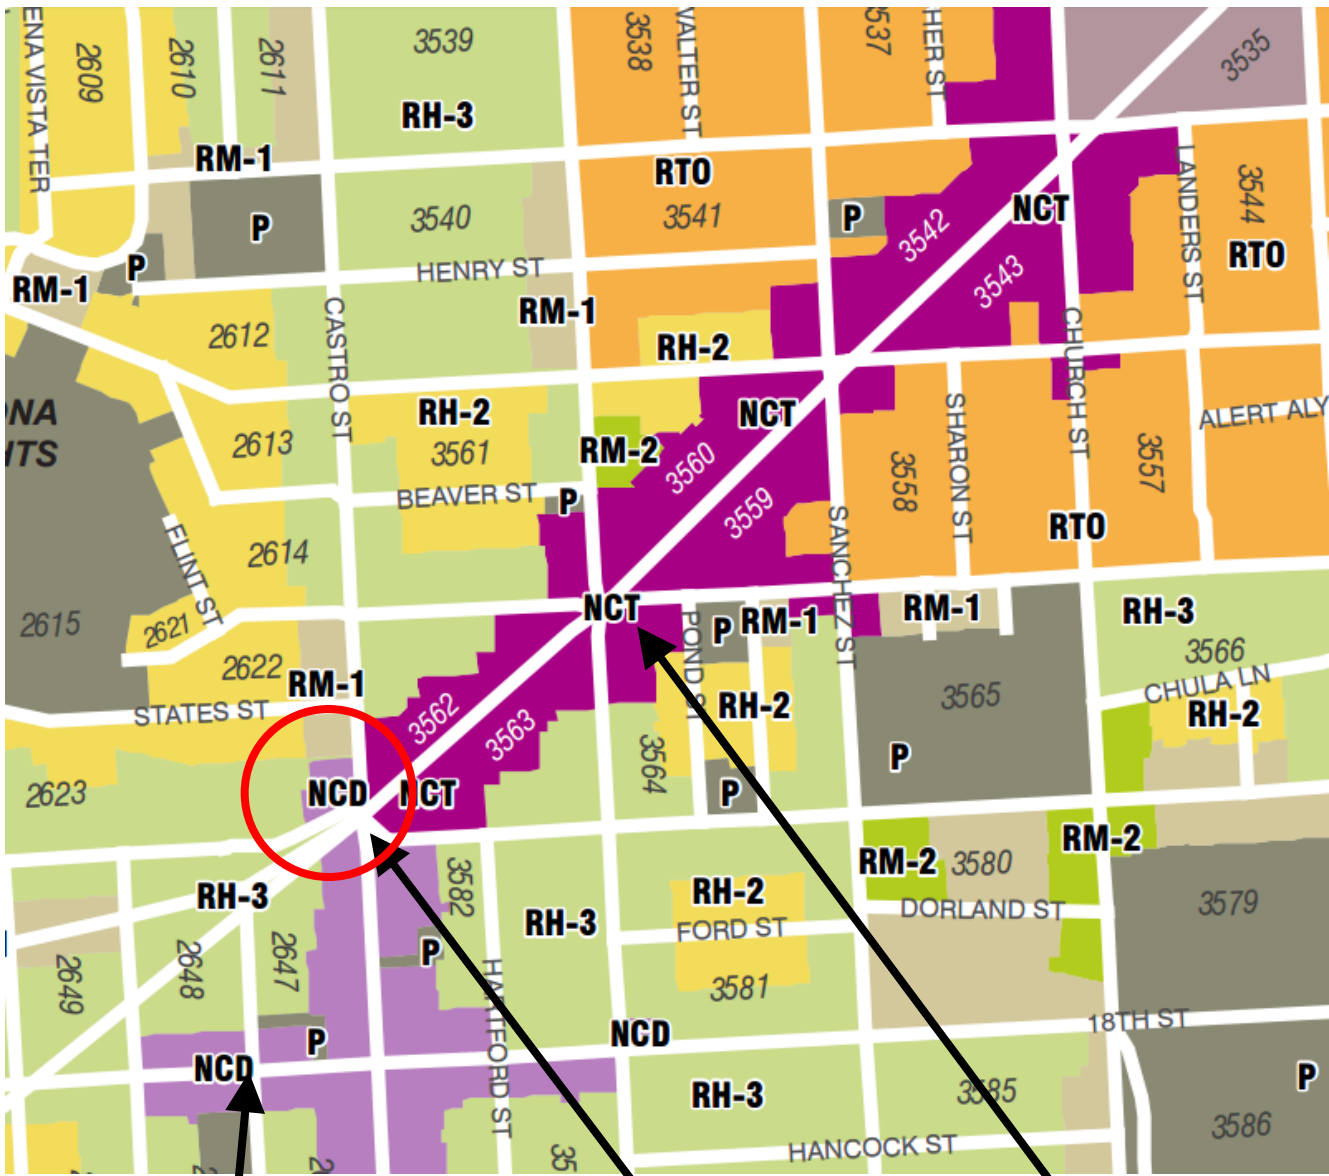 ENA VISTA TER
2609
2610
2611
3539
3538
WALTER ST
3537
HER ST
3535
RH-3
RM-1
RTO
LANDERS ST
3544
P
3540
3541
P
3542
NCT
RTO
P
RM-1
HENRY ST
3543
RM-1
2612
CASTRO ST
RH-2
CHURCH ST
RH-2
NCT
SHARON ST
ALERT ALY
NA
HTS
2613
3561
RM-2
3560
3558
3557
BEAVER ST
P
3559
SANCHEZ ST
RTO
FLINT ST
2614
2615
2621
NCT
POND ST
P
RM-1
RM-1
RH-3
2622
RM-1
3566
CHULA LN
STATES ST
3562
3563
RH-2
3565
RH-2
3564
P
2623
NCD
NCT
P
RM-2
RM-2
3580
RH-3
3582
RH-2
3579
DORLAND ST
RH-3
FORD ST
P
2649
2648
2647
HARTFORD ST
3581
18TH ST
NCD
P
NCD
P
RH-3
3585
3586
HANCOCK ST
35